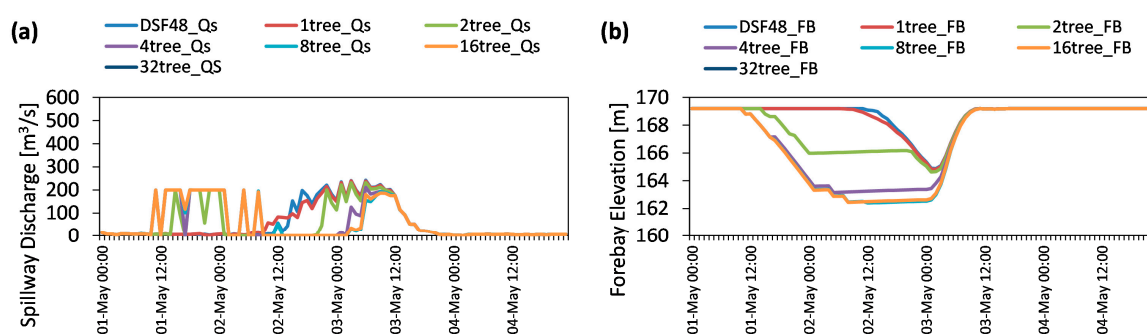 (a)
DSF48_Qs 1tree_Qs 2tree_Qs
4tree_Qs 8tree_Qs 16tree_Qs
32tree_QS
Spillway Discharge [m³/s]
600
500
400
300
200
100
0
01-May 00:00
01-May 12:00
02-May 00:00
02-May 12:00
03-May 00:00
03-May 12:00
04-May 00:00
04-May 12:00
(b)
DSF48_FB 1tree_FB 2tree_FB
4tree_FB 8tree_FB 16tree_FB
32tree_FB
Forebay Elevation [m]
170
168
166
164
162
160
01-May 00:00
01-May 12:00
02-May 00:00
02-May 12:00
03-May 00:00
03-May 12:00
04-May 00:00
04-May 12:00